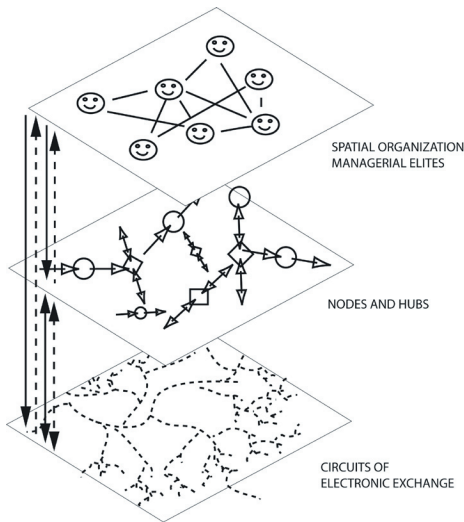 SPATIAL ORGANIZATION
MANAGERIAL ELITES
NODES AND HUBS
CIRCUITS OF
ELECTRONIC EXCHANGE